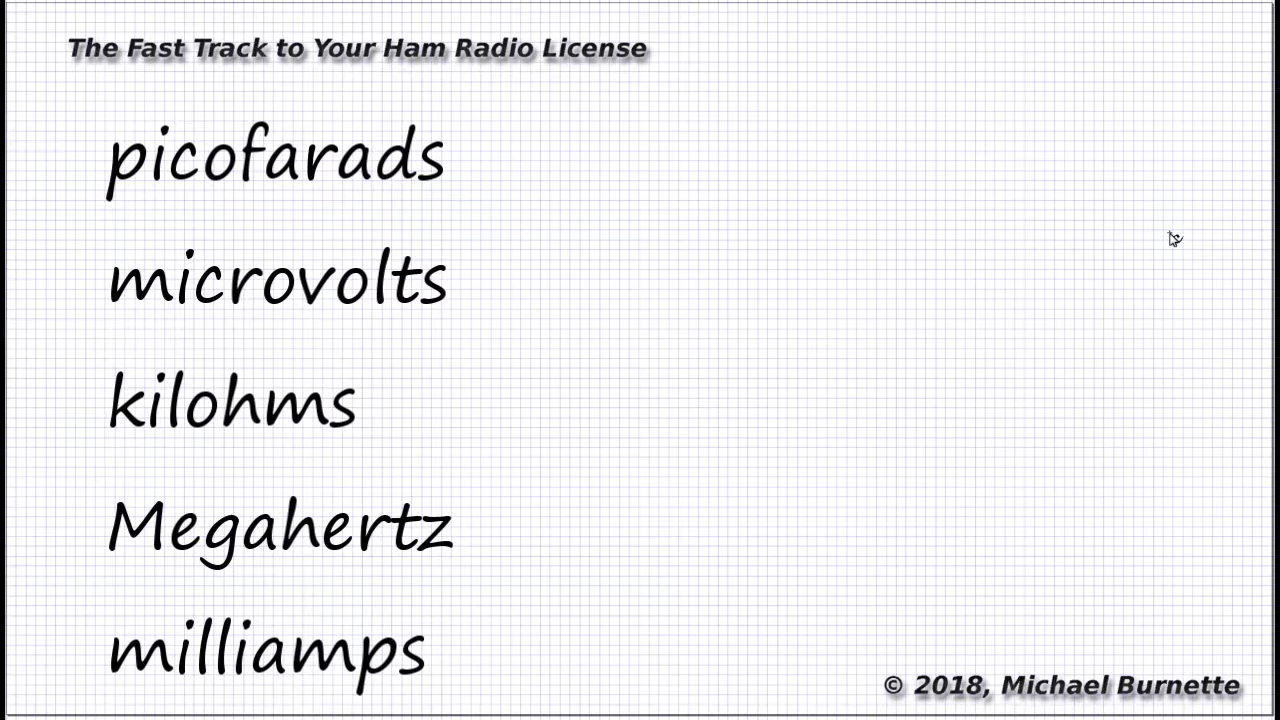 The Fast Track to Your Ham Radio License
picofarads
microvolts
kilohms
Megahertz
milliamps
© 2018, Michael Burnette